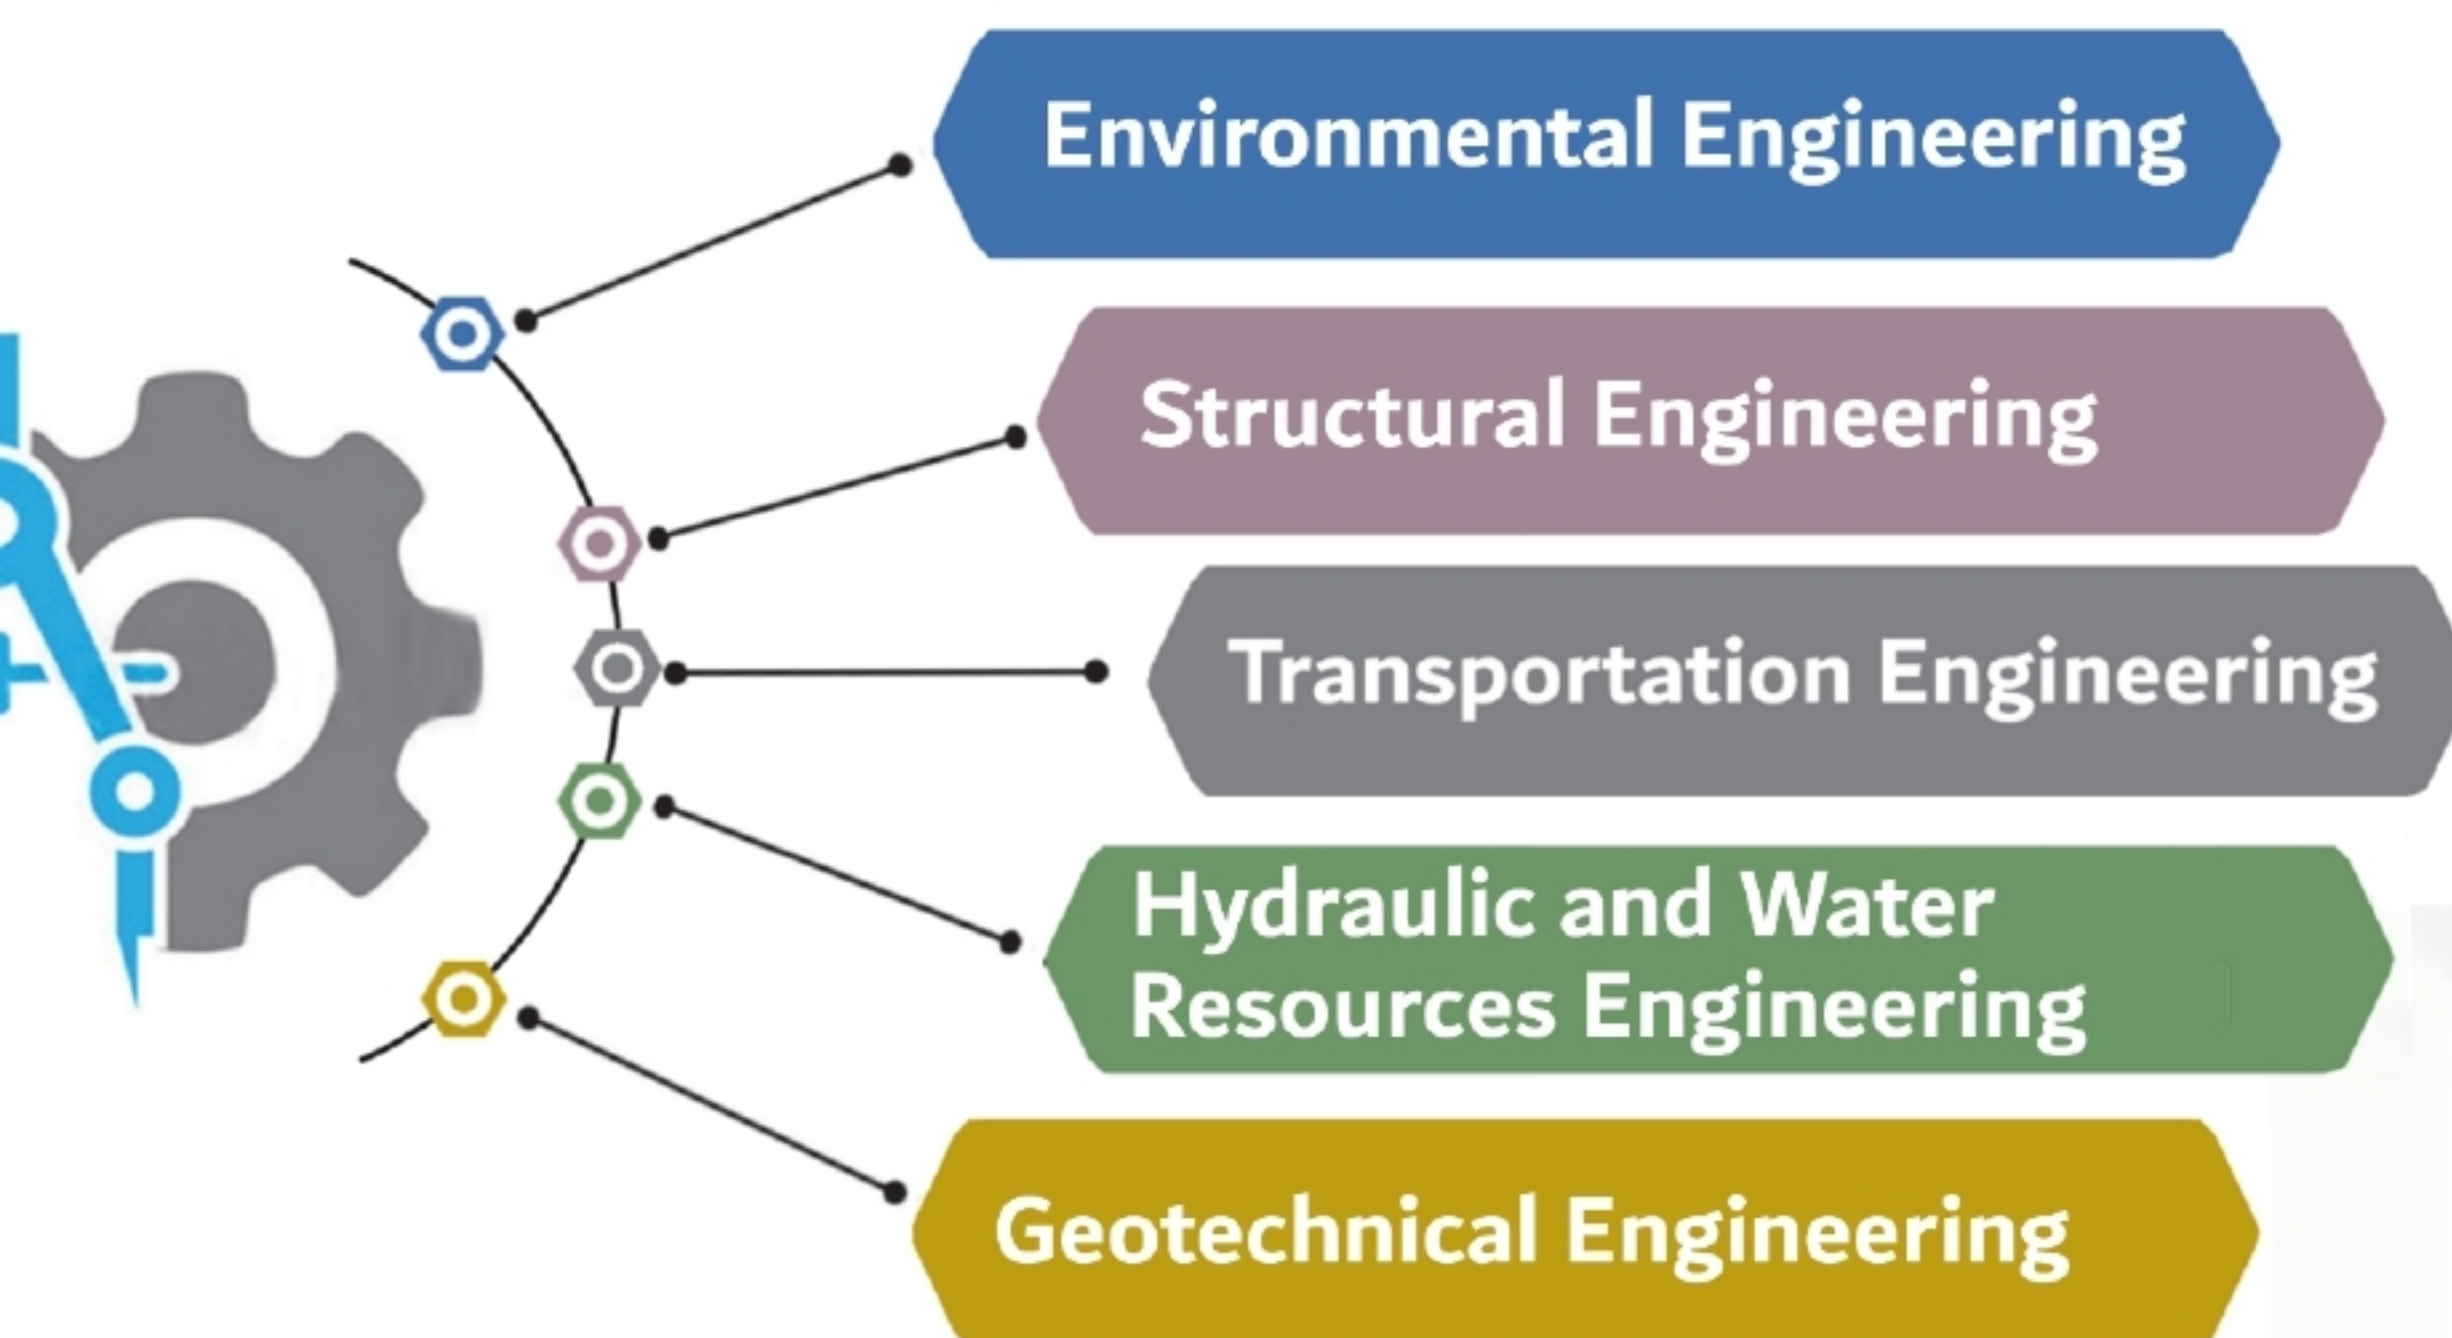 Environmental Engineering
Structural Engineering
Transportation Engineering
Hydraulic and Water
Resources Engineering
Geotechnical Engineering